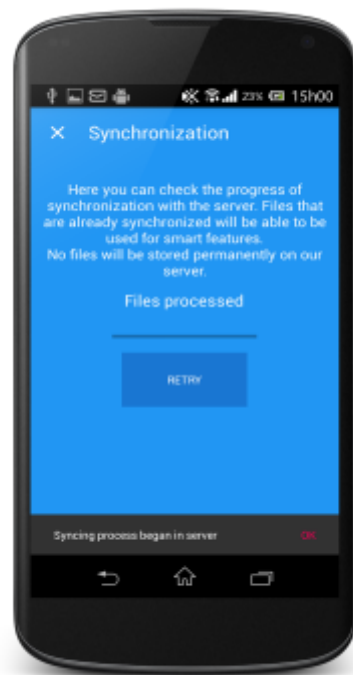 23% 15h00
Synchronization
Here you can check the progress of
synchronization with the server. Files that
are already synchronized will be able to be
used for smart features.
No files will be stored permanently on our
server.
Files processed
RETRY
Syncing process began in server OK